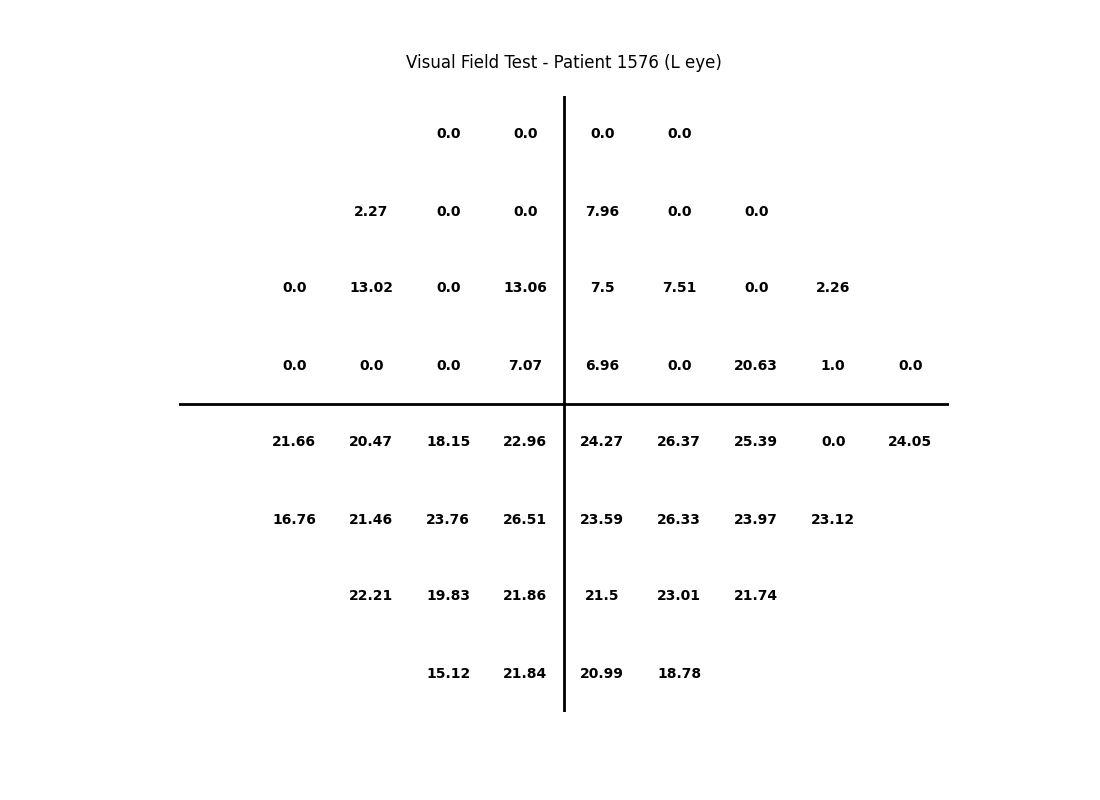 Visual Field Test - Patient 1576 (L eye)
0.0 0.0 0.0 0.0
2.27 0.0 0.0 7.96 0.0 0.0
0.0 13.02 0.0 13.06 7.5 7.51 0.0 2.26
0.0 0.0 0.0 7.07 6.96 0.0 20.63 1.0 0.0
21.66 20.47 18.15 22.96 24.27 26.37 25.39 0.0 24.05
16.76 21.46 23.76 26.51 23.59 26.33 23.97 23.12
22.21 19.83 21.86 21.5 23.01 21.74
15.12 21.84 20.99 18.78